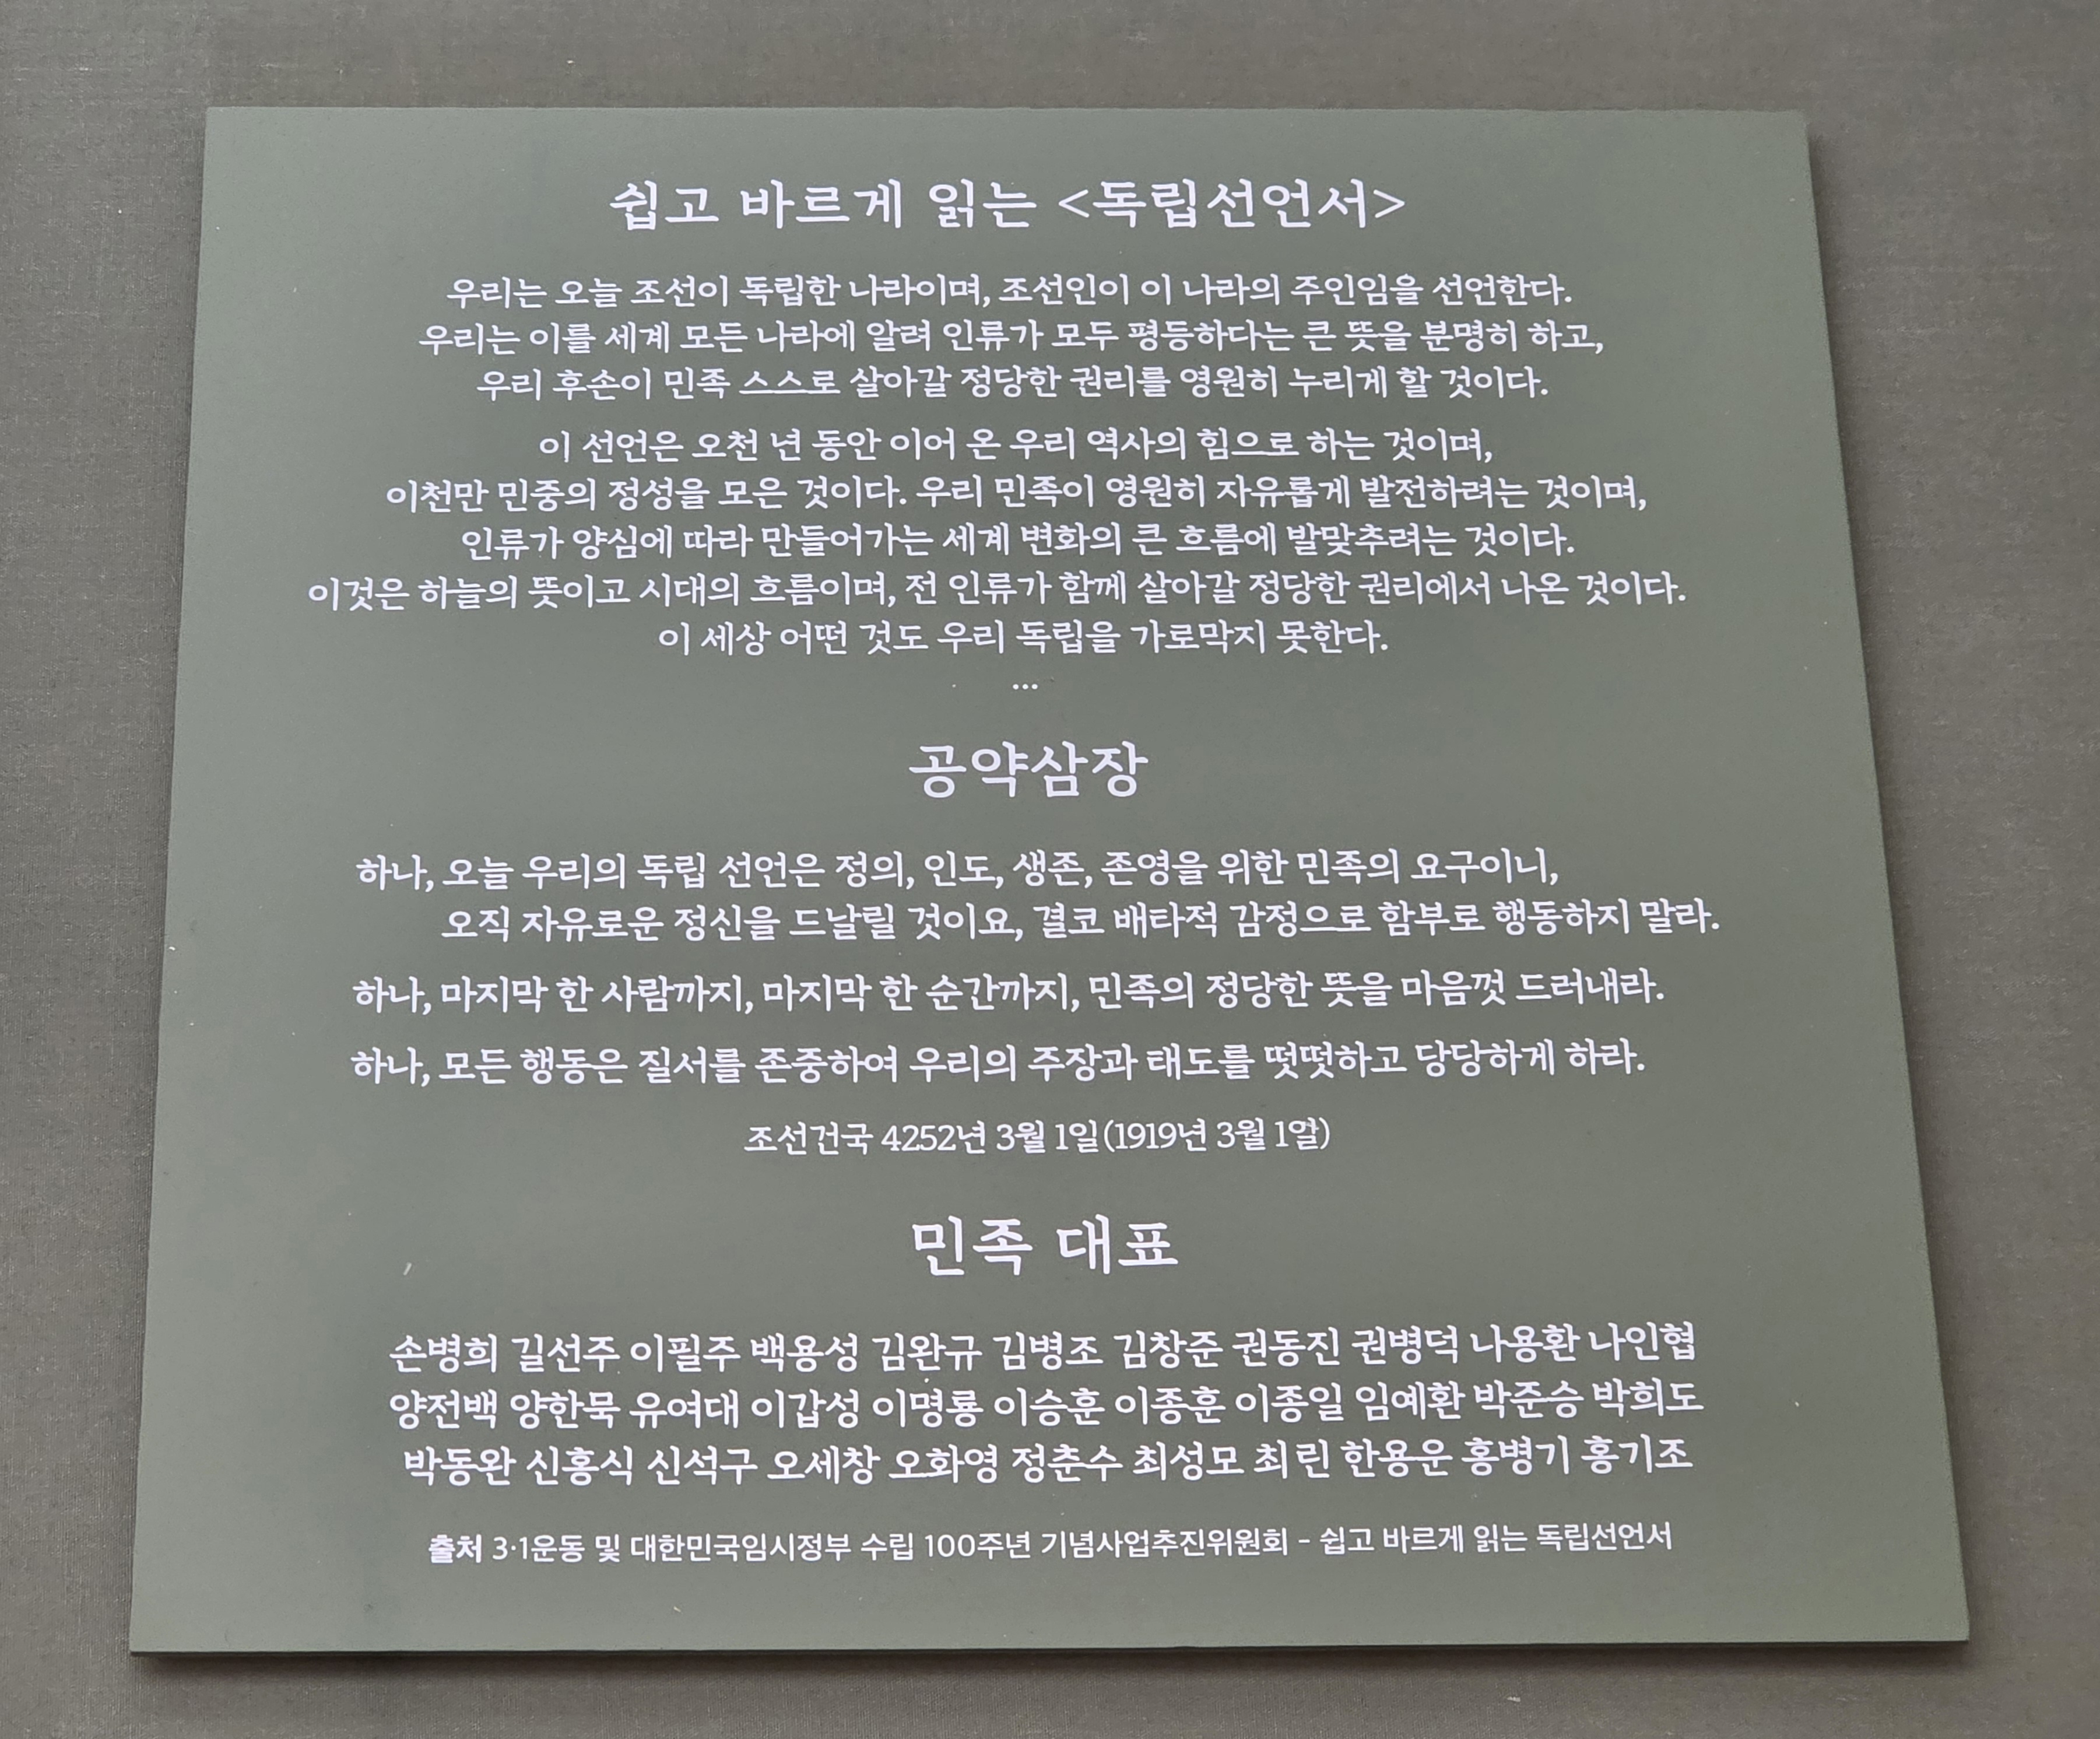 쉽고 바르게 읽는 <독립선언서>
우리는 오늘 조선이 독립한 나라이며, 조선인이 이 나라의 주인임을 선언한다.
우리는 이를 세계 모든 나라에 알려 인류가 모두 평등하다는 큰 뜻을 분명히 하고,
우리 후손이 민족 스스로 살아갈 정당한 권리를 영원히 누리게 할 것이다.
이 선언은 오천 년 동안 이어 온 우리 역사의 힘으로 하는 것이며,
이천만 민중의 정성을 모은 것이다. 우리 민족이 영원히 자유롭게 발전하려는 것이며,
인류가 양심에 따라 만들어가는 세계 변화의 큰 흐름에 발맞추려는 것이다.
이것은 하늘의 뜻이고 시대의 흐름이며, 전 인류가 함께 살아갈 정당한 권리에서 나온 것이다.
이 세상 어떤 것도 우리 독립을 가로막지 못한다.
...
공약삼장
하나, 오늘 우리의 독립 선언은 정의, 인도, 생존, 존영을 위한 민족의 요구이니,
오직 자유로운 정신을 드날릴 것이요, 결코 배타적 감정으로 함부로 행동하지 말라.
하나, 마지막 한 사람까지, 마지막 한 순간까지, 민족의 정당한 뜻을 마음껏 드러내라.
하나, 모든 행동은 질서를 존중하여 우리의 주장과 태도를 떳떳하고 당당하게 하라.
조선건국 4252년 3월 1일(1919년 3월 1일)
민족 대표
손병희 길선주 이필주 백용성 김완규 김병조 김창준 권동진 권병덕 나용환 나인협
양전백 양한묵 유여대 이갑성 이명룡 이승훈 이종훈 이종일 임예환 박준승 박희도
박동완 신홍식 신석구 오세창 오화영 정춘수 최성모 최린 한용운 홍병기 홍기조
출처 3·1운동 및 대한민국임시정부 수립 100주년 기념사업추진위원회 - 쉽고 바르게 읽는 독립선언서